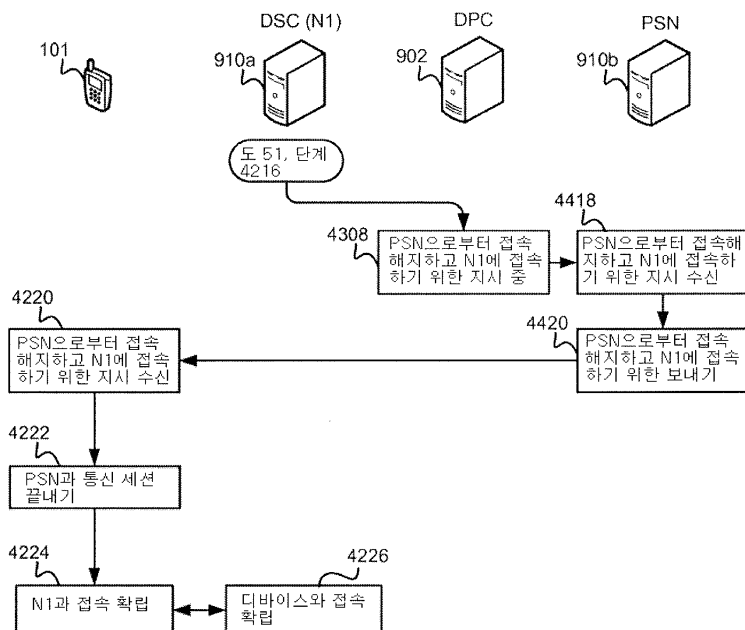 DSC (N1)
DPC
PSN
101
910a
902
910b
도 51, 단계
4216
4308
PSN으로부터 접속
해지하고 N1에 접속
하기 위한 지시 중
4418
PSN으로부터 접속해
지하고 N1에 접속하
기 위한 지시 수신
4220
PSN으로부터 접속
해지하고 N1에 접속
하기 위한 지시 수신
4420
PSN으로부터 접속
해지하고 N1에 접속
하기 위한 보내기
4222
PSN과 통신 세션
끝내기
4224
N1과 접속 확립
4226
디바이스와 접속
확립